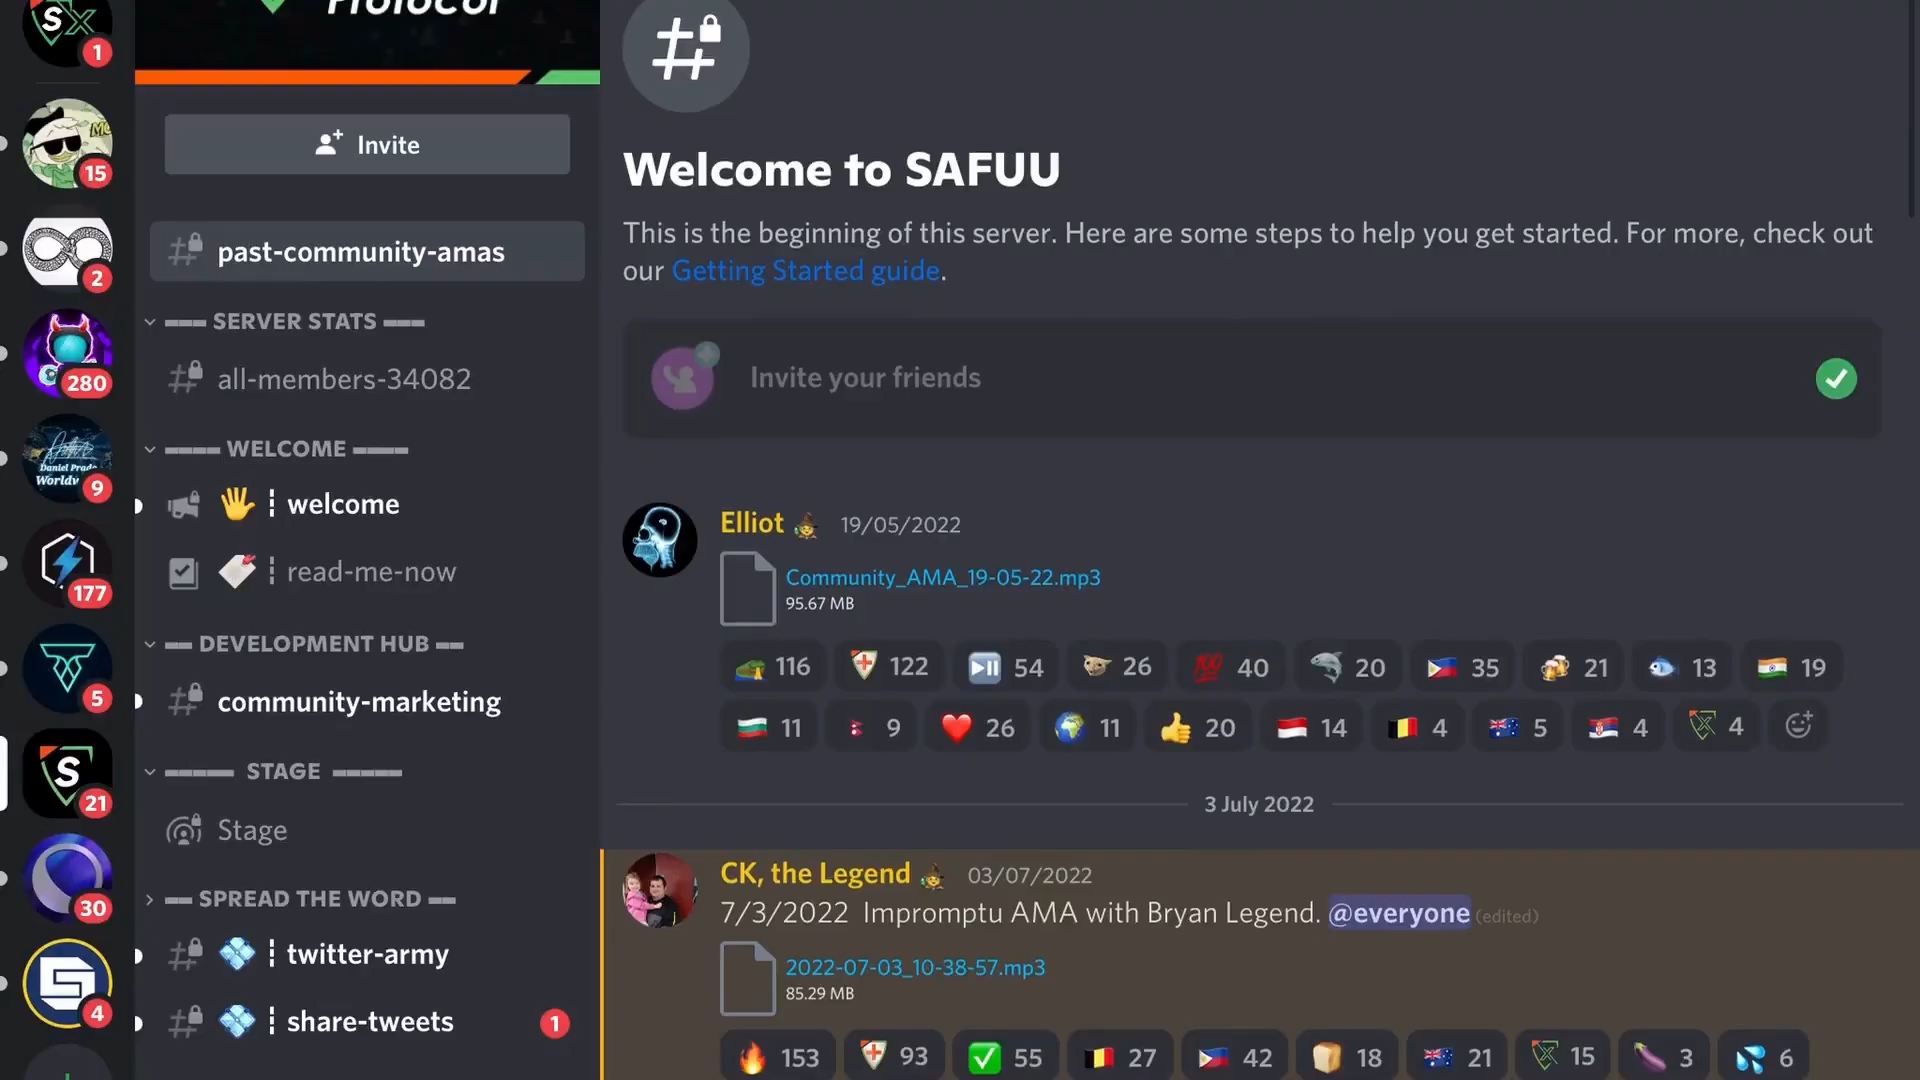 Protocol
SX
1
15
2
280
Daniel Prado
9
177
5
S
21
30
4
Invite
past-community-amas
SERVER STATS
all-members-34082
WELCOME
welcome
read-me-now
DEVELOPMENT HUB
community-marketing
STAGE
Stage
SPREAD THE WORD
twitter-army
share-tweets 1
Welcome to SAFUU
This is the beginning of this server. Here are some steps to help you get started. For more, check out
our Getting Started guide.
Invite your friends
Elliot 19/05/2022
Community_AMA_19-05-22.mp3
95.67 MB
116 122 54 26 100 40 20 35 21 13 19
11 9 26 11 20 14 4 5 4 4
3 July 2022
CK, the Legend 03/07/2022
7/3/2022 Impromptu AMA with Bryan Legend. @everyone (edited)
2022-07-03_10-38-57.mp3
85.29 MB
153 93 55 27 42 18 21 15 3 6